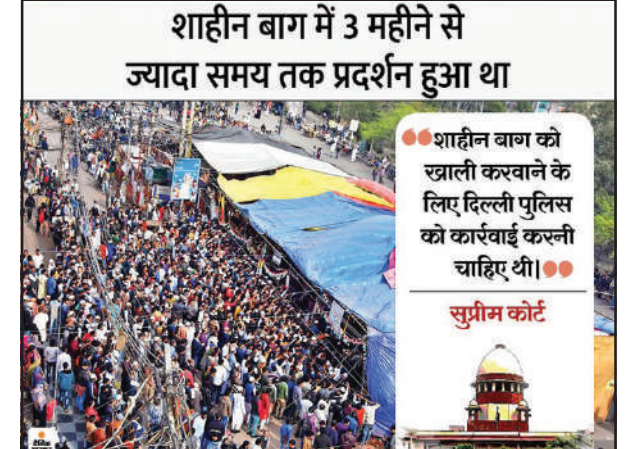 शाहीन बाग में 3 महीने से
ज्यादा समय तक प्रदर्शन हुआ था
❝शाहीन बाग को
खाली करवाने के
लिए दिल्ली पुलिस
को कार्रवाई करनी
चाहिए थी।❞
सुप्रीम कोर्ट
दैनिक